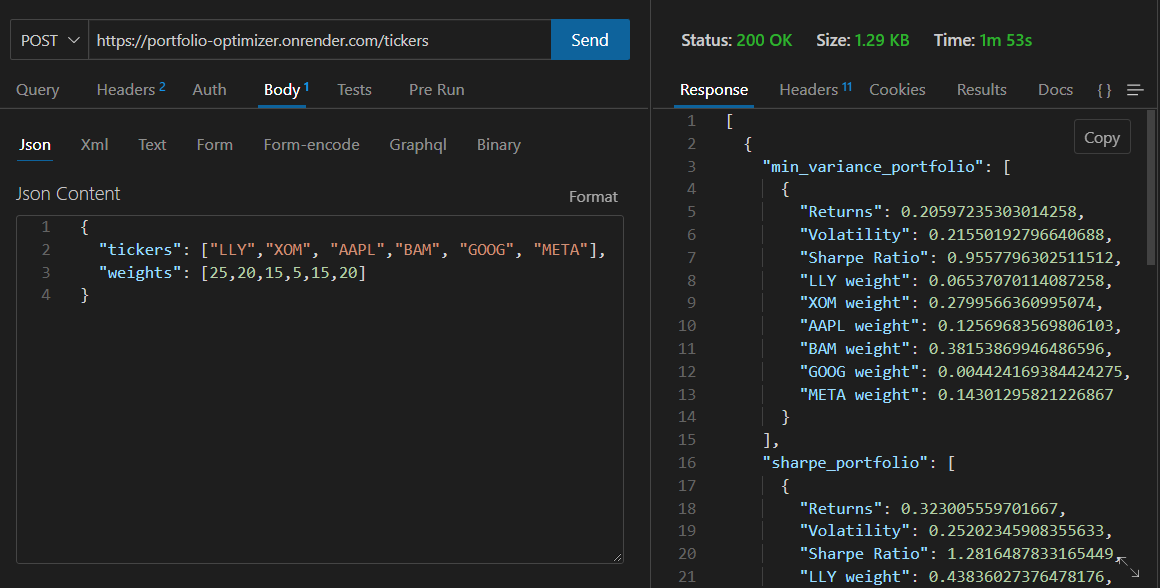 POST https://portfolio-optimizer.onrender.com/tickers Send
Query Headers 2 Auth Body 1 Tests Pre Run
Json Xml Text Form Form-encode Graphql Binary
Json Content Format
1 {
2 "tickers": ["LLY","XOM", "AAPL","BAM", "GOOG", "META"],
3 "weights": [25,20,15,5,15,20]
4 }
Status: 200 OK Size: 1.29 KB Time: 1m 53s
Response Headers 11 Cookies Results Docs {}
Copy
1 [
2 {
3 "min_variance_portfolio": [
4 {
5 "Returns": 0.20597235303014258,
6 "Volatility": 0.21550192796640688,
7 "Sharpe Ratio": 0.9557796302511512,
8 "LLY weight": 0.06537070114087258,
9 "XOM weight": 0.2799566360995074,
10 "AAPL weight": 0.12569683569806103,
11 "BAM weight": 0.38153869946486596,
12 "GOOG weight": 0.004424169384424275,
13 "META weight": 0.14301295821226867
14 }
15 ],
16 "sharpe_portfolio": [
17 {
18 "Returns": 0.323005559701667,
19 "Volatility": 0.25202345908355633,
20 "Sharpe Ratio": 1.2816487833165449,
21 "LLY weight": 0.43836027376478176,